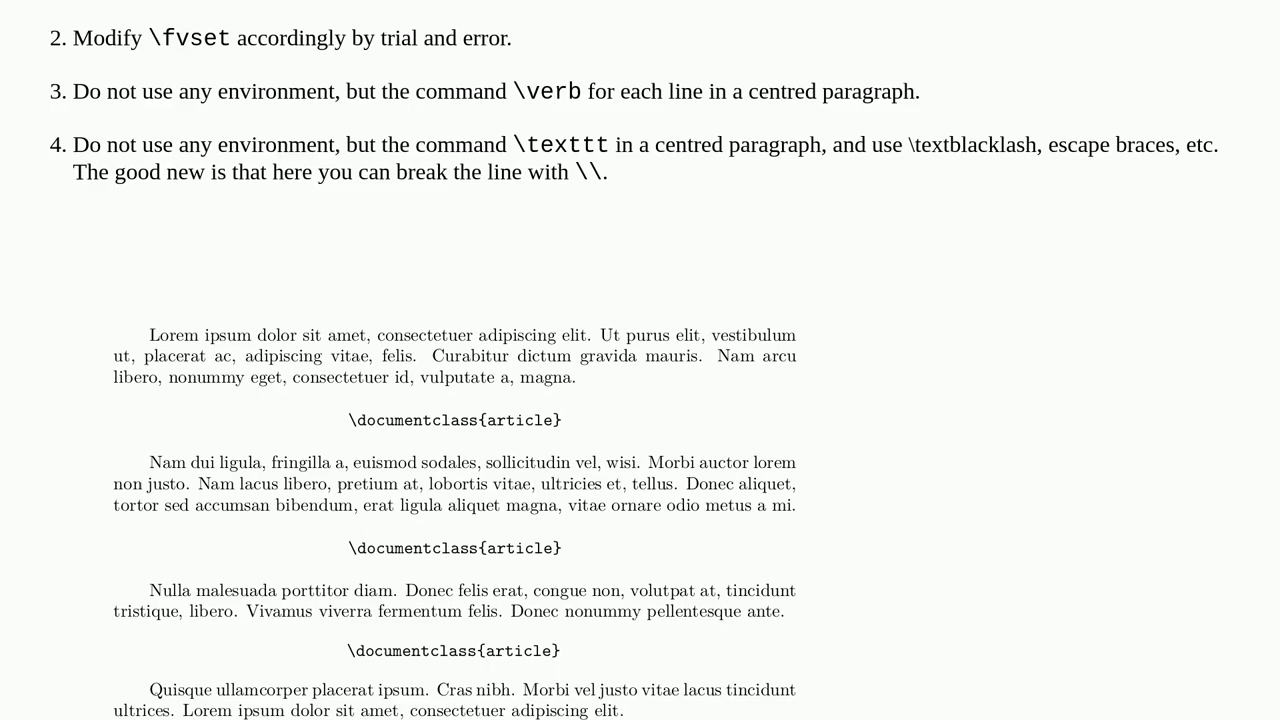 2. Modify \fvset accordingly by trial and error.
3. Do not use any environment, but the command \verb for each line in a centred paragraph.
4. Do not use any environment, but the command \texttt in a centred paragraph, and use \textblacklash, escape braces, etc.
The good new is that here you can break the line with \\.
Lorem ipsum dolor sit amet, consectetuer adipiscing elit. Ut purus elit, vestibulum
ut, placerat ac, adipiscing vitae, felis. Curabitur dictum gravida mauris. Nam arcu
libero, nonummy eget, consectetuer id, vulputate a, magna.
\documentclass{article}
Nam dui ligula, fringilla a, euismod sodales, sollicitudin vel, wisi. Morbi auctor lorem
non justo. Nam lacus libero, pretium at, lobortis vitae, ultricies et, tellus. Donec aliquet,
tortor sed accumsan bibendum, erat ligula aliquet magna, vitae ornare odio metus a mi.
\documentclass{article}
Nulla malesuada porttitor diam. Donec felis erat, congue non, volutpat at, tincidunt
tristique, libero. Vivamus viverra fermentum felis. Donec nonummy pellentesque ante.
\documentclass{article}
Quisque ullamcorper placerat ipsum. Cras nibh. Morbi vel justo vitae lacus tincidunt
ultrices. Lorem ipsum dolor sit amet, consectetuer adipiscing elit.